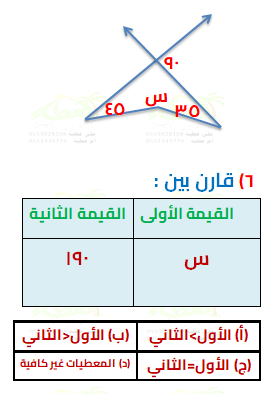 ٩٠
س
٤٥
٣٥
٦) قارن بين :
القيمة الأولى
القيمة الثانية
س
١٩٠
(أ) الأول>الثاني
(ب) الأول<الثاني
(ج) الأول=الثاني
(د) المعطيات غير كافية